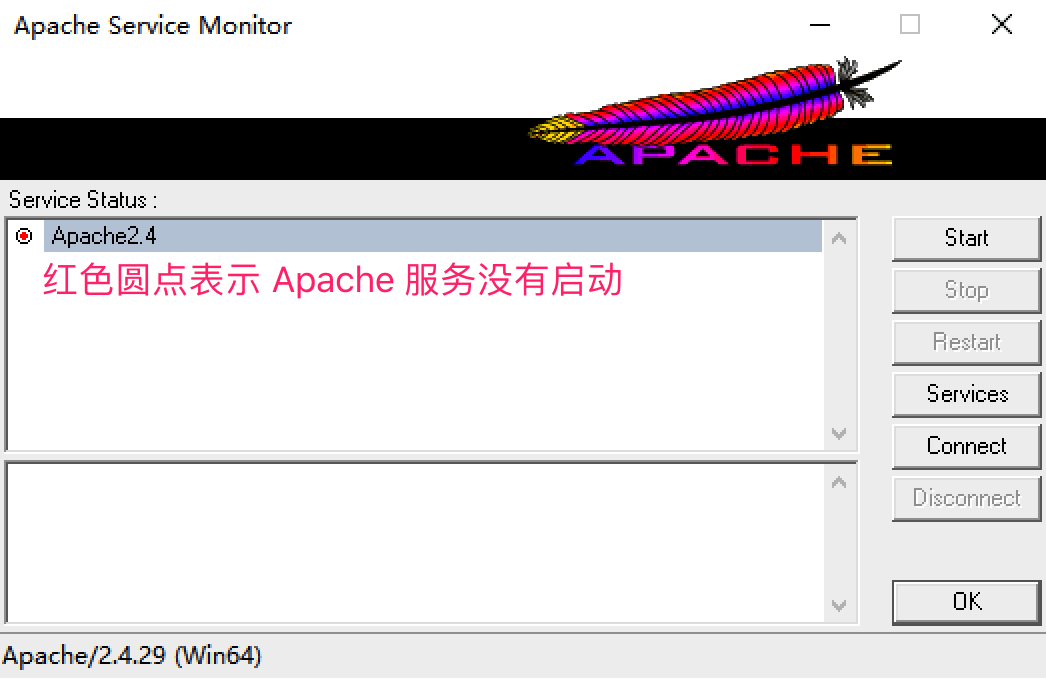 Apache Service Monitor
APACHE
Service Status :
Apache2.4
红色圆点表示 Apache 服务没有启动
Start
Stop
Restart
Services
Connect
Disconnect
OK
Apache/2.4.29 (Win64)